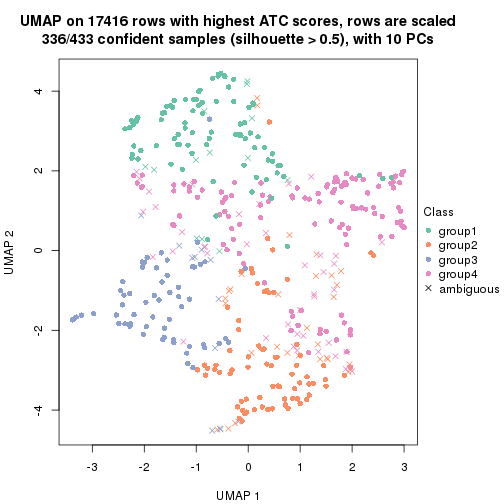 UMAP on 17416 rows with highest ATC scores, rows are scaled
336/433 confident samples (silhouette > 0.5), with 10 PCs
4
2
0
-2
-4
UMAP 2
-3
-2
-1
0
1
2
3
UMAP 1
Class
group1
group2
group3
group4
ambiguous